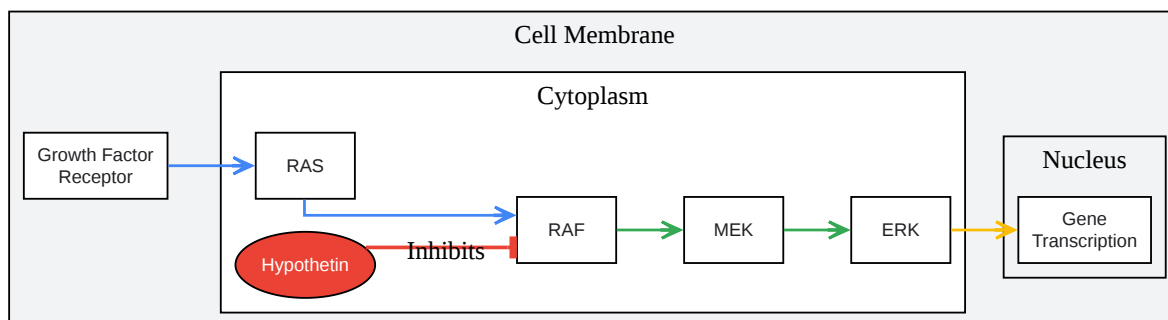 Cell Membrane
Cytoplasm
Growth Factor
Receptor
RAS
Nucleus
RAF
MEK
ERK
Gene
Transcription
Inhibits
Hypothetin